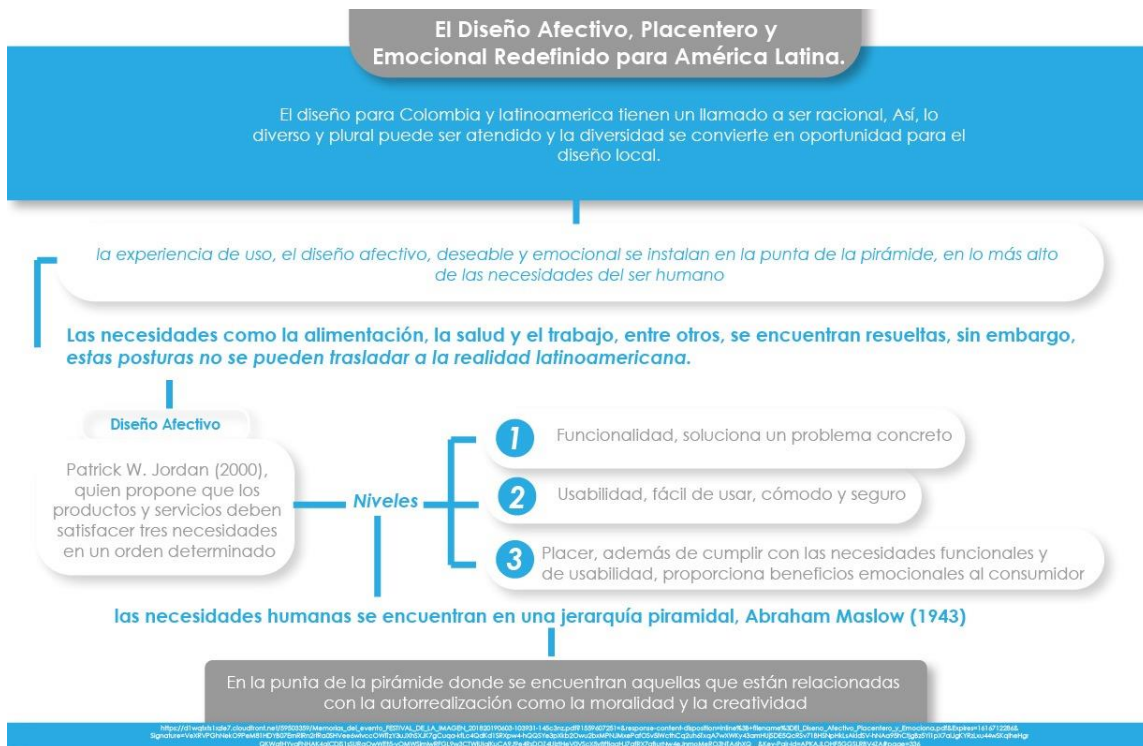 El Diseño Afectivo, Placentero y
Emocional Redefinido para América Latina.
El diseño para Colombia y latinoamerica tienen un llamado a ser racional, Así, lo
diverso y plural puede ser atendido y la diversidad se convierte en oportunidad para el
diseño local.
la experiencia de uso, el diseño afectivo, deseable y emocional se instalan en la punta de la pirámide, en lo más alto
de las necesidades del ser humano
Las necesidades como la alimentación, la salud y el trabajo, entre otros, se encuentran resueltas, sin embargo,
estas posturas no se pueden trasladar a la realidad latinoamericana.
Diseño Afectivo
Patrick W. Jordan (2000),
quien propone que los
productos y servicios deben
satisfacer tres necesidades
en un orden determinado
Niveles
1 Funcionalidad, soluciona un problema concreto
2 Usabilidad, fácil de usar, cómodo y seguro
3 Placer, además de cumplir con las necesidades funcionales y
de usabilidad, proporciona beneficios emocionales al consumidor
las necesidades humanas se encuentran en una jerarquía piramidal, Abraham Maslow (1943)
En la punta de la pirámide donde se encuentran aquellas que están relacionadas
con la autorrealización como la moralidad y la creatividad